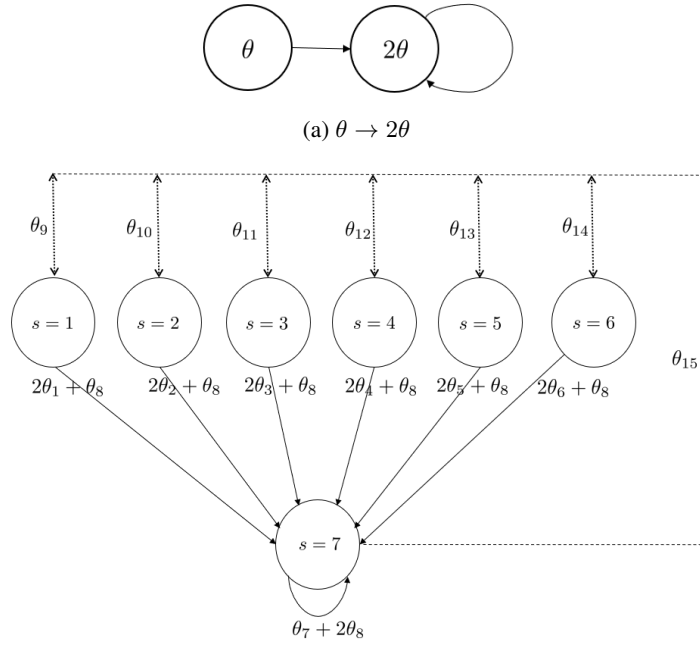 θ 2θ
(a) θ → 2θ
θ₉ θ₁₀ θ₁₁ θ₁₂ θ₁₃ θ₁₄
s = 1 s = 2 s = 3 s = 4 s = 5 s = 6
θ₁₅
2θ₁ + θ₈ 2θ₂ + θ₈ 2θ₃ + θ₈ 2θ₄ + θ₈ 2θ₅ + θ₈ 2θ₆ + θ₈
s = 7
θ₇ + 2θ₈